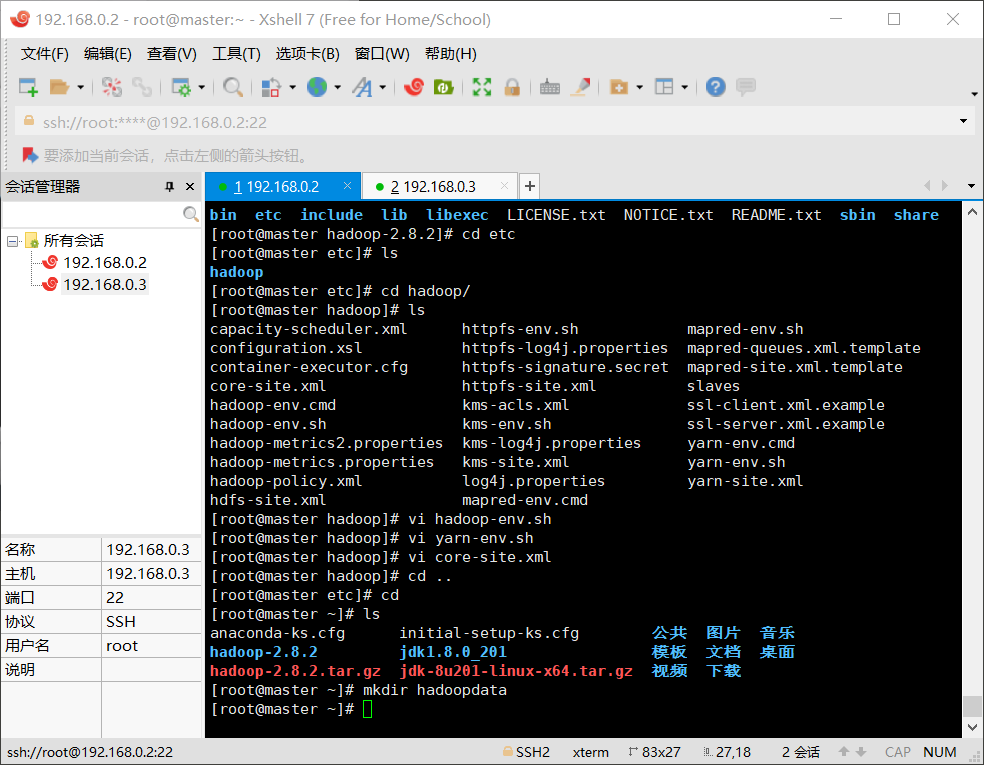 192.168.0.2 - root@master:~ - Xshell 7 (Free for Home/School)
文件(F) 编辑(E) 查看(V) 工具(T) 选项卡(B) 窗口(W) 帮助(H)
ssh://root:****@192.168.0.2:22
要添加当前会话，点击左侧的箭头按钮。
会话管理器
1 192.168.0.2
2 192.168.0.3
所有会话
192.168.0.2
192.168.0.3
名称 192.168.0.3
主机 192.168.0.3
端口 22
协议 SSH
用户名 root
说明
bin etc include lib libexec LICENSE.txt NOTICE.txt README.txt sbin share
[root@master hadoop-2.8.2]# cd etc
[root@master etc]# ls
hadoop
[root@master etc]# cd hadoop/
[root@master hadoop]# ls
capacity-scheduler.xml httpfs-env.sh mapred-env.sh
configuration.xsl httpfs-log4j.properties mapred-queues.xml.template
container-executor.cfg httpfs-signature.secret mapred-site.xml.template
core-site.xml httpfs-site.xml slaves
hadoop-env.cmd kms-acls.xml ssl-client.xml.example
hadoop-env.sh kms-env.sh ssl-server.xml.example
hadoop-metrics2.properties kms-log4j.properties yarn-env.cmd
hadoop-metrics.properties kms-site.xml yarn-env.sh
hadoop-policy.xml log4j.properties yarn-site.xml
hdfs-site.xml mapred-env.cmd
[root@master hadoop]# vi hadoop-env.sh
[root@master hadoop]# vi yarn-env.sh
[root@master hadoop]# vi core-site.xml
[root@master hadoop]# cd ..
[root@master etc]# cd
[root@master ~]# ls
anaconda-ks.cfg initial-setup-ks.cfg 公共 图片 音乐
hadoop-2.8.2 jdk1.8.0_201 模板 文档 桌面
hadoop-2.8.2.tar.gz jdk-8u201-linux-x64.tar.gz 视频 下载
[root@master ~]# mkdir hadoopdata
[root@master ~]#
ssh://root@192.168.0.2:22 SSH2 xterm 83x27 27,18 2 会话 CAP NUM